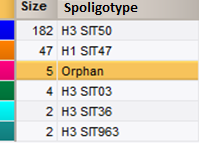 Size Spoligotype
182 H3 SIT50
47 H1 SIT47
5 Orphan
4 H3 SIT03
2 H3 SIT36
2 H3 SIT963